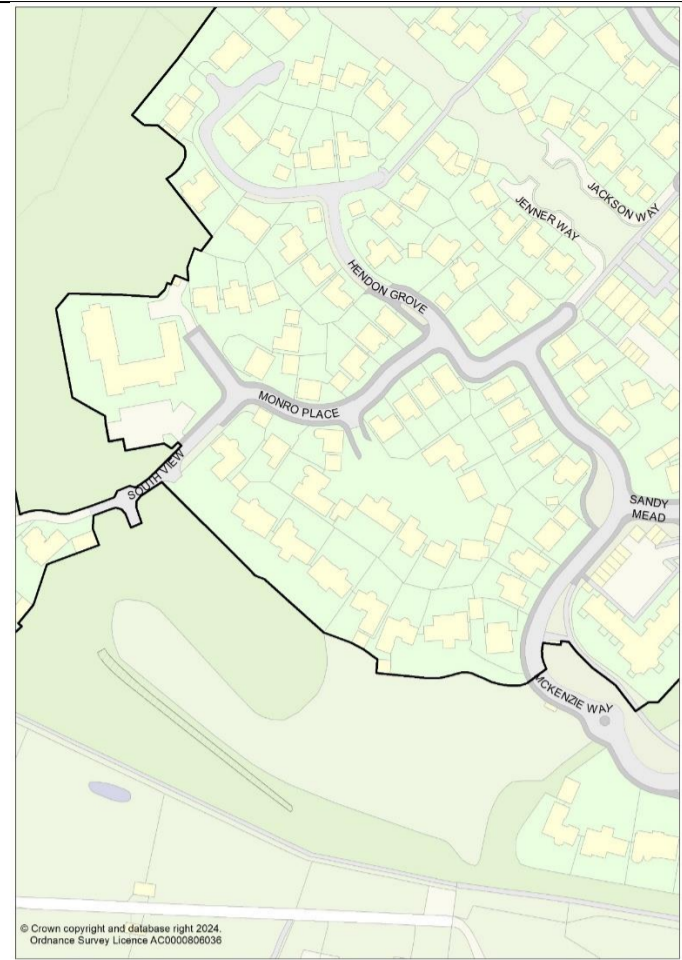 JACKSON WAY
JENNER WAY
HENDON GROVE
MONRO PLACE
SOUTH VIEW
SANDY
MEAD
MCKENZIE WAY
© Crown copyright and database right 2024.
Ordnance Survey Licence AC0000806036